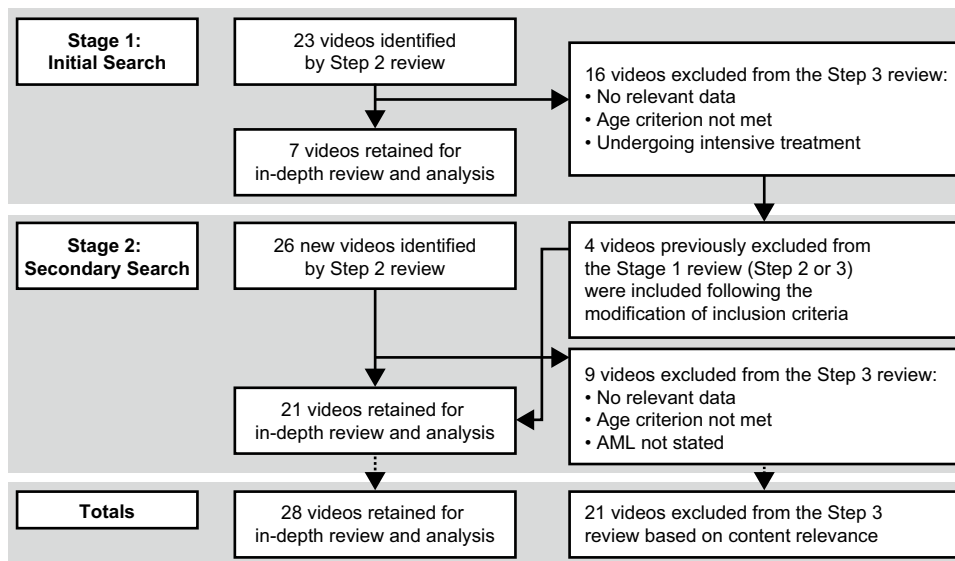 Stage 1:
Initial Search
23 videos identified
by Step 2 review
16 videos excluded from the Step 3 review:
• No relevant data
• Age criterion not met
• Undergoing intensive treatment
7 videos retained for
in-depth review and analysis
Stage 2:
Secondary Search
26 new videos identified
by Step 2 review
4 videos previously excluded from
the Stage 1 review (Step 2 or 3)
were included following the
modification of inclusion criteria
9 videos excluded from the Step 3 review:
• No relevant data
• Age criterion not met
• AML not stated
21 videos retained for
in-depth review and analysis
Totals
28 videos retained for
in-depth review and analysis
21 videos excluded from the Step 3
review based on content relevance